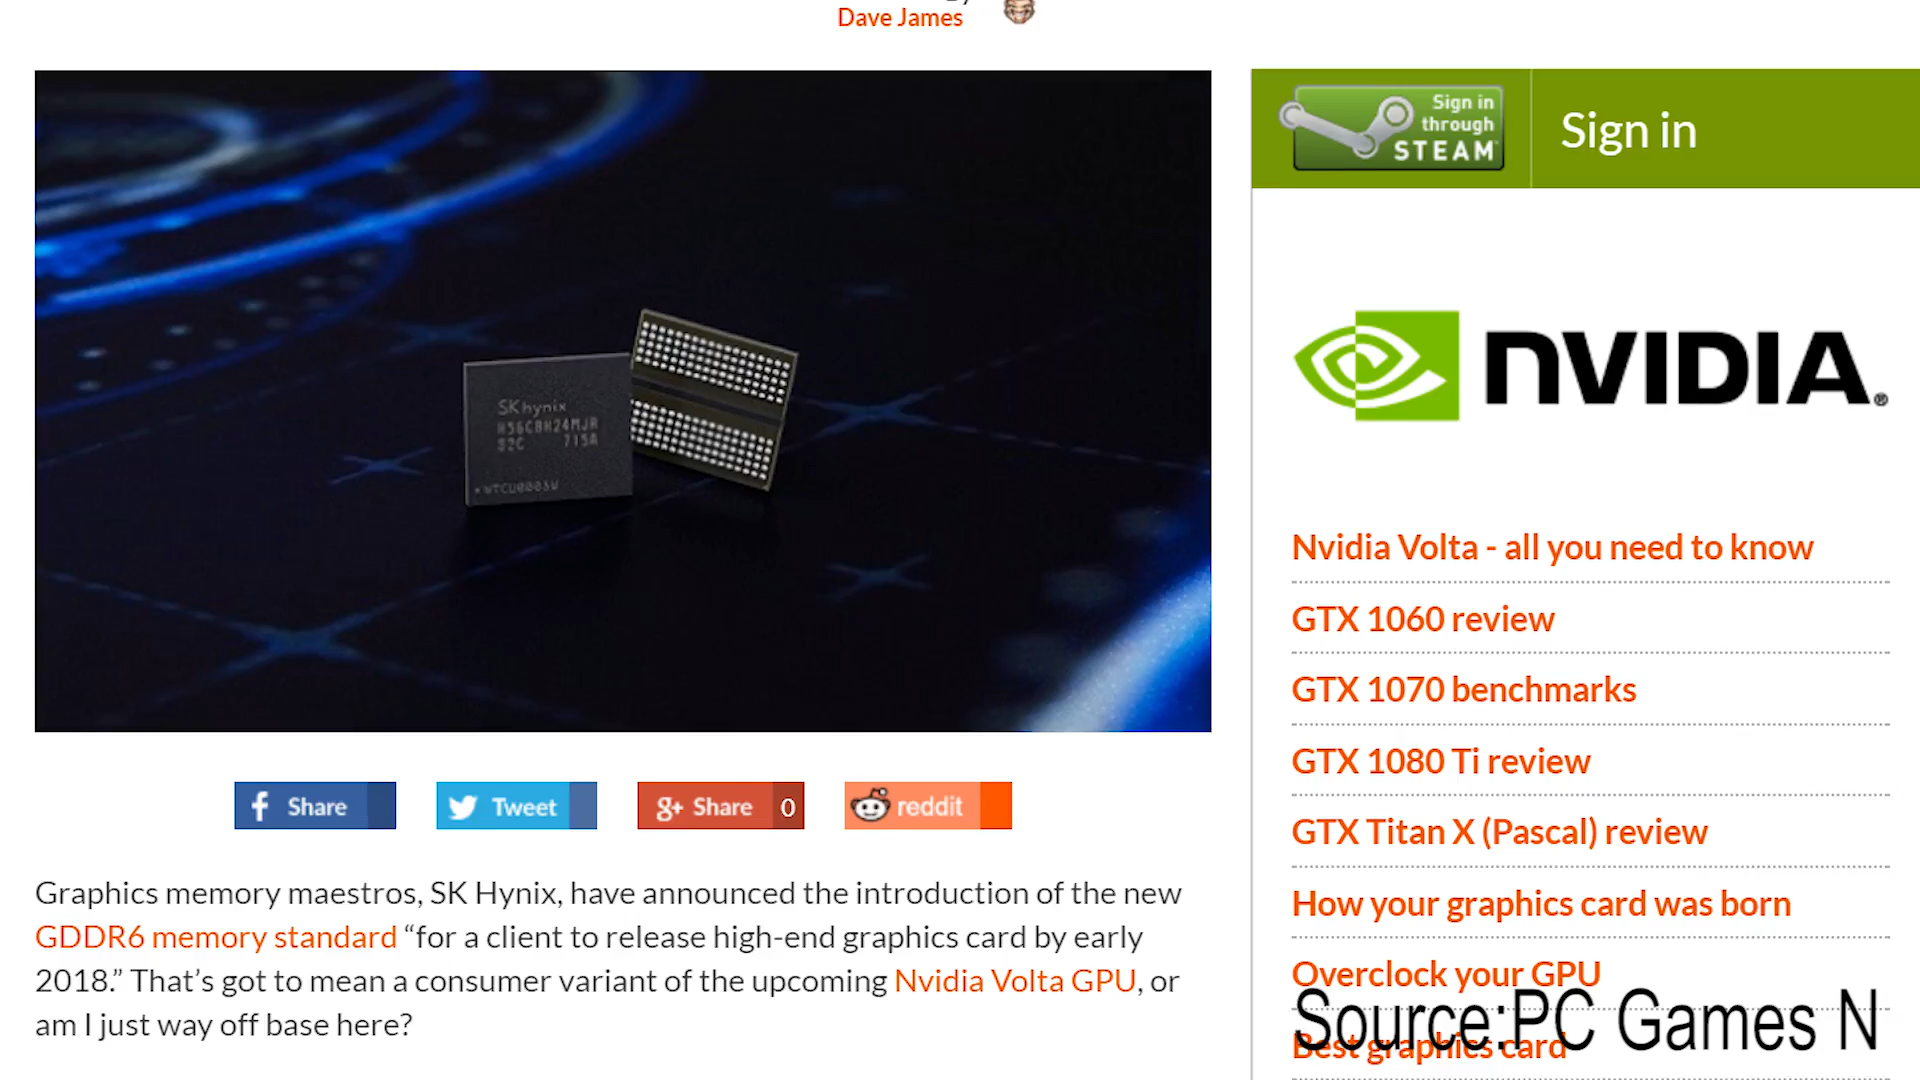 Dave James
Sign in
through
STEAM
Sign in
SK hynix
H56C8H24MJR
S2C 715A
NVIDIA
Nvidia Volta - all you need to know
GTX 1060 review
GTX 1070 benchmarks
GTX 1080 Ti review
GTX Titan X (Pascal) review
How your graphics card was born
Overclock your GPU
Best graphics card
Source:PC Games N
Share
Tweet
g+ Share 0
reddit
Graphics memory maestros, SK Hynix, have announced the introduction of the new
GDDR6 memory standard “for a client to release high-end graphics card by early
2018.” That’s got to mean a consumer variant of the upcoming Nvidia Volta GPU, or
am I just way off base here?